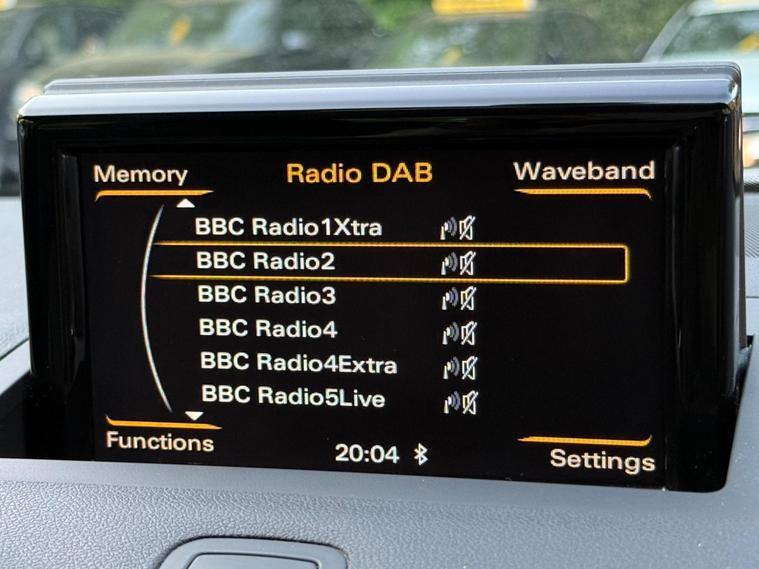 Memory
Radio DAB
Waveband
BBC Radio1Xtra
BBC Radio2
BBC Radio3
BBC Radio4
BBC Radio4Extra
BBC Radio5Live
Functions
20:04
Settings